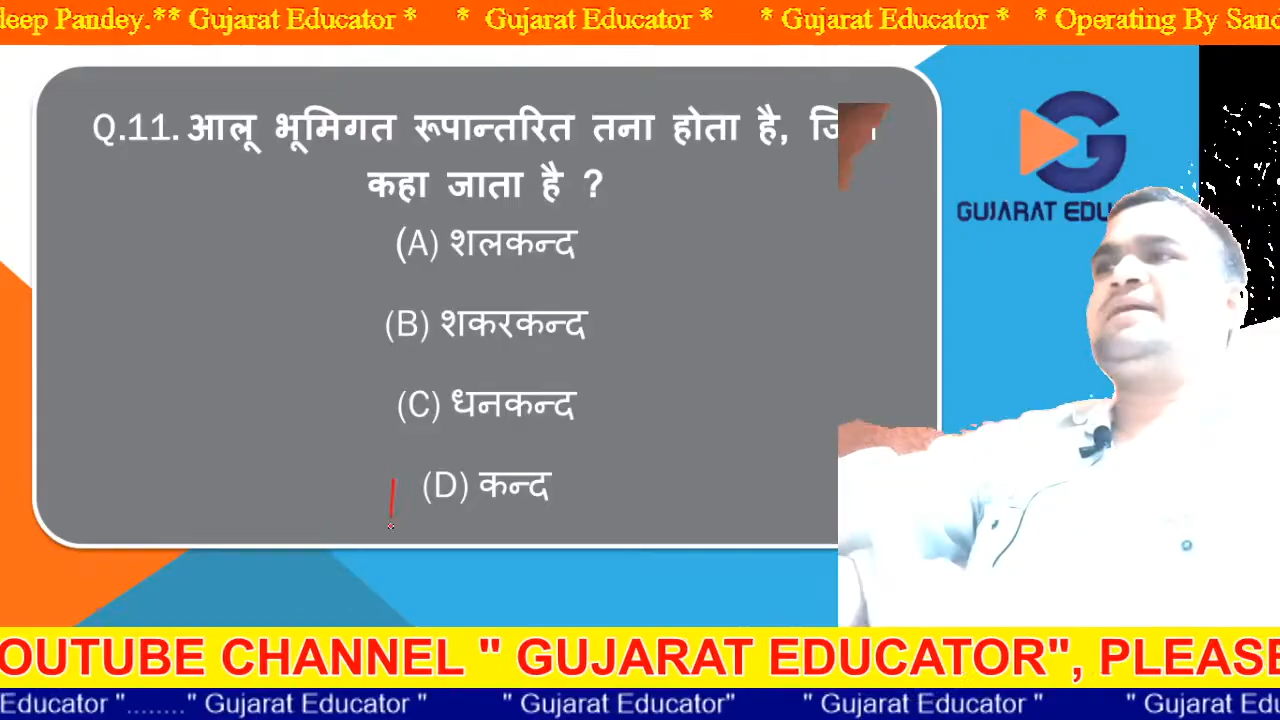 deep Pandey.** Gujarat Educator * * Gujarat Educator * * Gujarat Educator * * Operating By Sand
Q.11. आलू भूमिगत रूपान्तरित तना होता है,
कहा जाता है ?
(A) शलकन्द
(B) शकरकन्द
(C) धनकन्द
(D) कन्द
GUJARAT EDU
OUTUBE CHANNEL " GUJARAT EDUCATOR", PLEASE
Educator "........ " Gujarat Educator " " Gujarat Educator" " Gujarat Educator " " Gujarat Edu